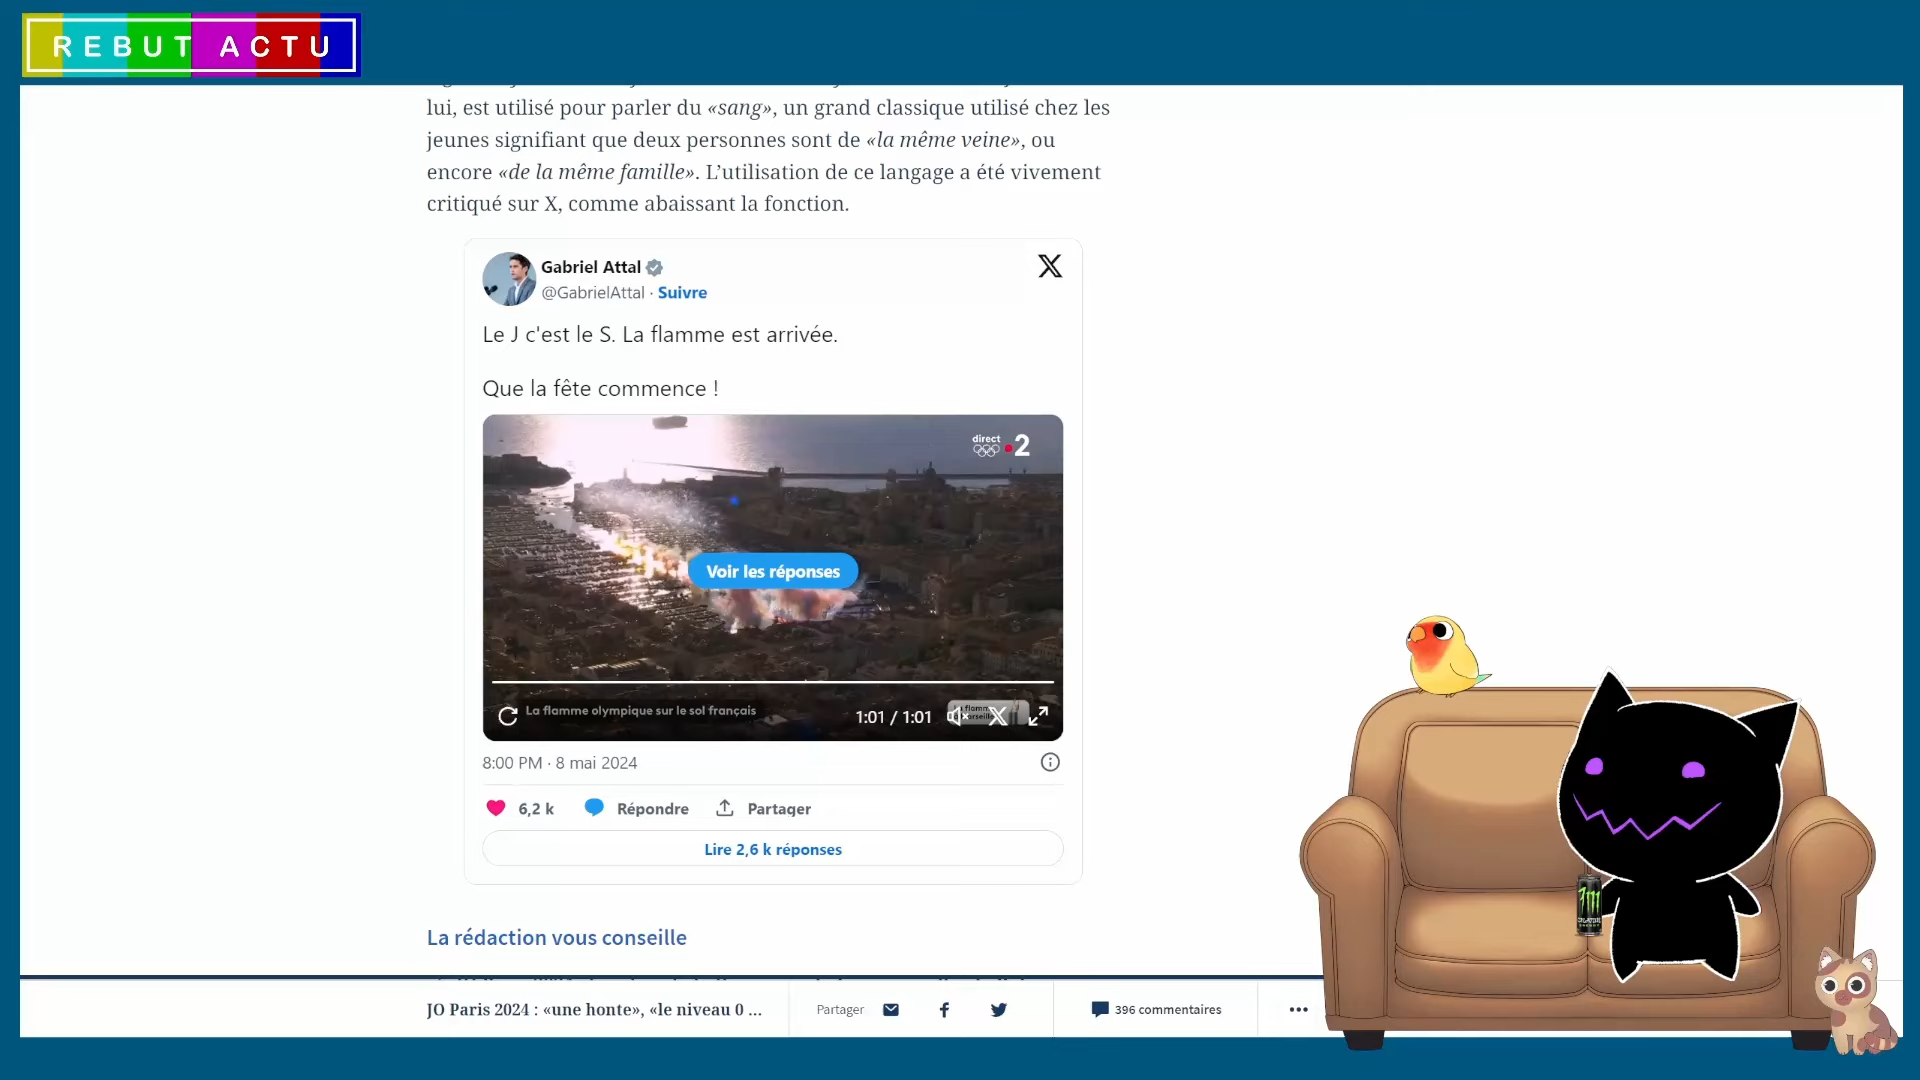 REBUT ACTU
lui, est utilisé pour parler du «sang», un grand classique utilisé chez les
jeunes signifiant que deux personnes sont de «la même veine», ou
encore «de la même famille». L’utilisation de ce langage a été vivement
critiqué sur X, comme abaissant la fonction.
Gabriel Attal
@GabrielAttal · Suivre
Le J c'est le S. La flamme est arrivée.
Que la fête commence !
direct
2
Voir les réponses
La flamme olympique sur le sol français
1:01 / 1:01
8:00 PM · 8 mai 2024
6,2 k
Répondre
Partager
Lire 2,6 k réponses
La rédaction vous conseille
JO Paris 2024 : «une honte», «le niveau 0 ...
Partager
396 commentaires